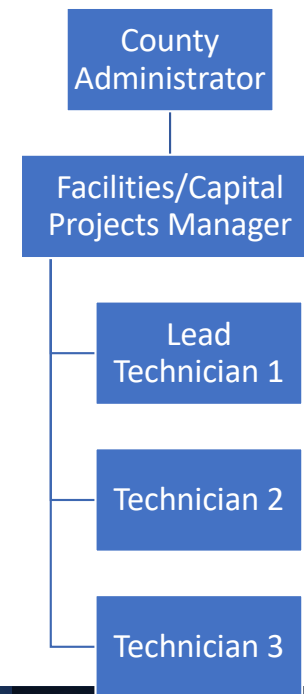 County
Administrator
Facilities/Capital
Projects Manager
Lead
Technician 1
Technician 2
Technician 3